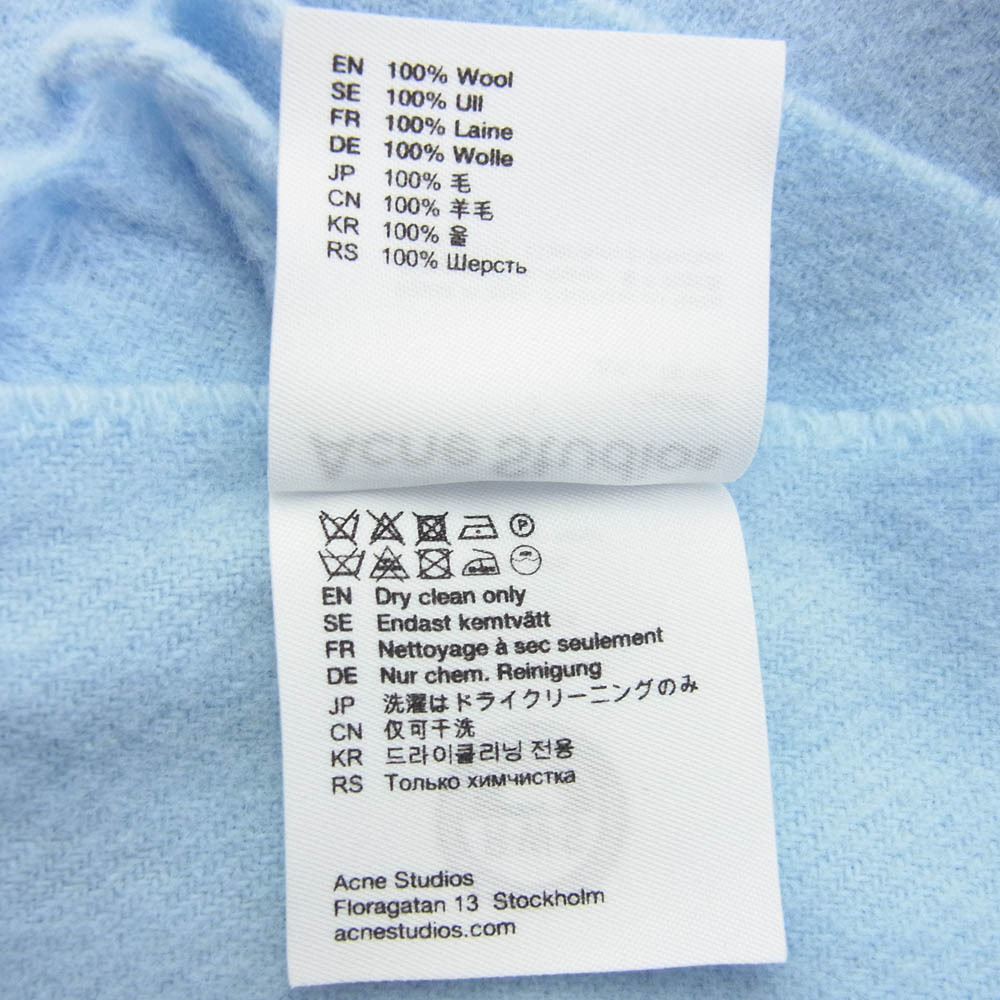 EN 100% Wool
SE 100% Ull
FR 100% Laine
DE 100% Wolle
JP 100% 毛
CN 100% 羊毛
KR 100% 울
RS 100% Шерсть
Acne Studios
P
EN Dry clean only
SE Endast kemtvätt
FR Nettoyage à sec seulement
DE Nur chem. Reinigung
JP 洗濯はドライクリーニングのみ
CN 仅可干洗
KR 드라이클리닝 전용
RS Только химчистка
Acne Studios
Floragatan 13 Stockholm
acnestudios.com